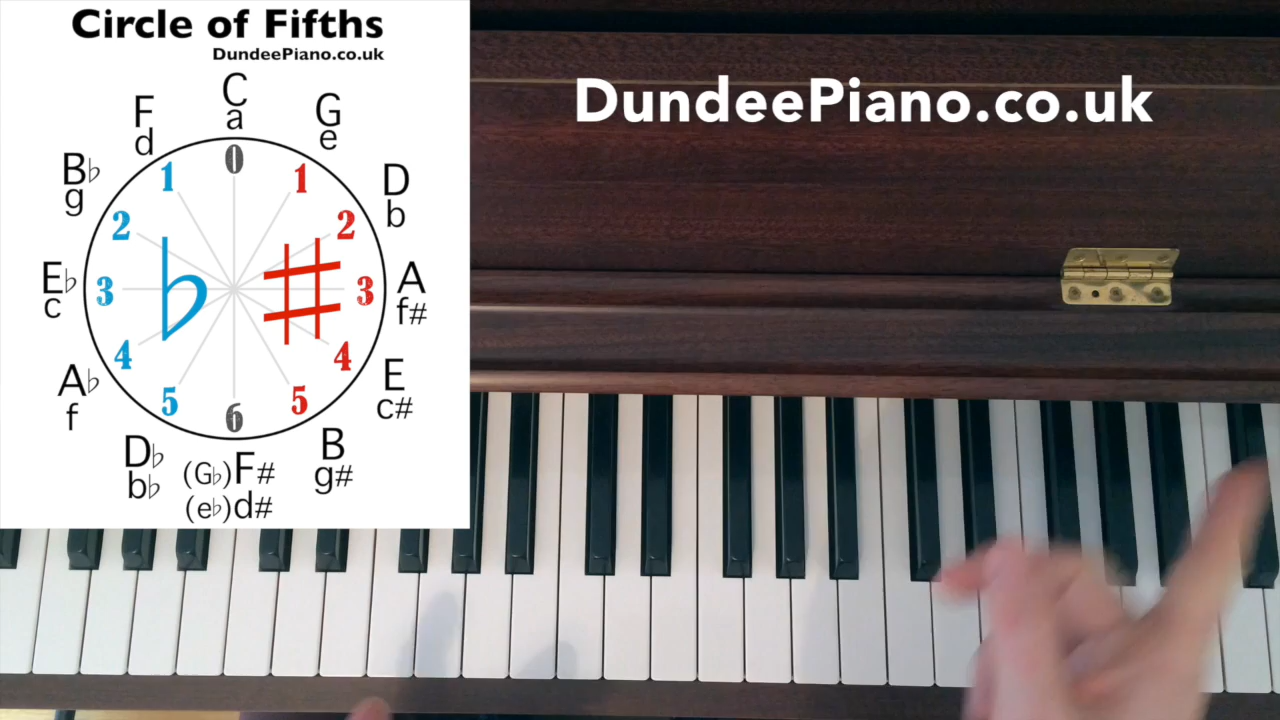 Circle of Fifths
DundeePiano.co.uk
DundeePiano.co.uk
C
a
F
d
G
e
B♭
g
D
b
E♭
c
A
f#
A♭
f
E
c#
D♭
b♭
(G♭)F#
(e♭)d#
B
g#
0
1
1
2
2
3
3
4
4
5
5
6
♭
#